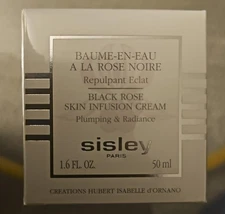 BAUME-EN-EAU
A LA ROSE NOIRE
Repulpant Eclat
BLACK ROSE
SKIN INFUSION CREAM
Plumping & Radiance
sisley
PARIS
1.6 FL. OZ. 50 ml
CREATIONS HUBERT ISABELLE d'ORNANO